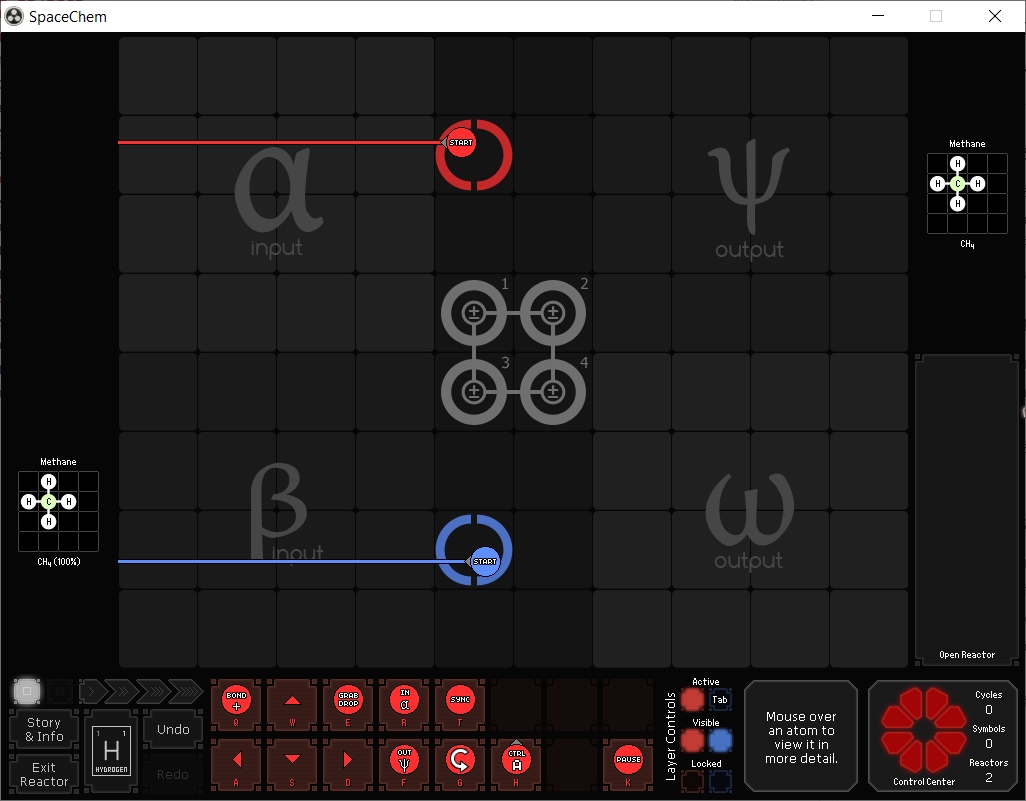 SpaceChem
START
α
input
ψ
output
Methane
H
H C H
H
CH₄
1 2
± ±
3 4
± ±
Methane
H
H C H
H
CH₄ (100%)
β
input
START
ω
output
Open Reactor
Story & Info
Exit Reactor
1 1
H
HYDROGEN
Undo
Redo
BOND +
Q
W
GRAB DROP
E
IN α
R
SYNC
T
A
S
D
OUT ψ
F
G
CTRL A
H
PAUSE
K
Layer Controls
Active
Tab
Visible
Locked
Mouse over
an atom to
view it in
more detail.
Control Center
Cycles
0
Symbols
0
Reactors
2